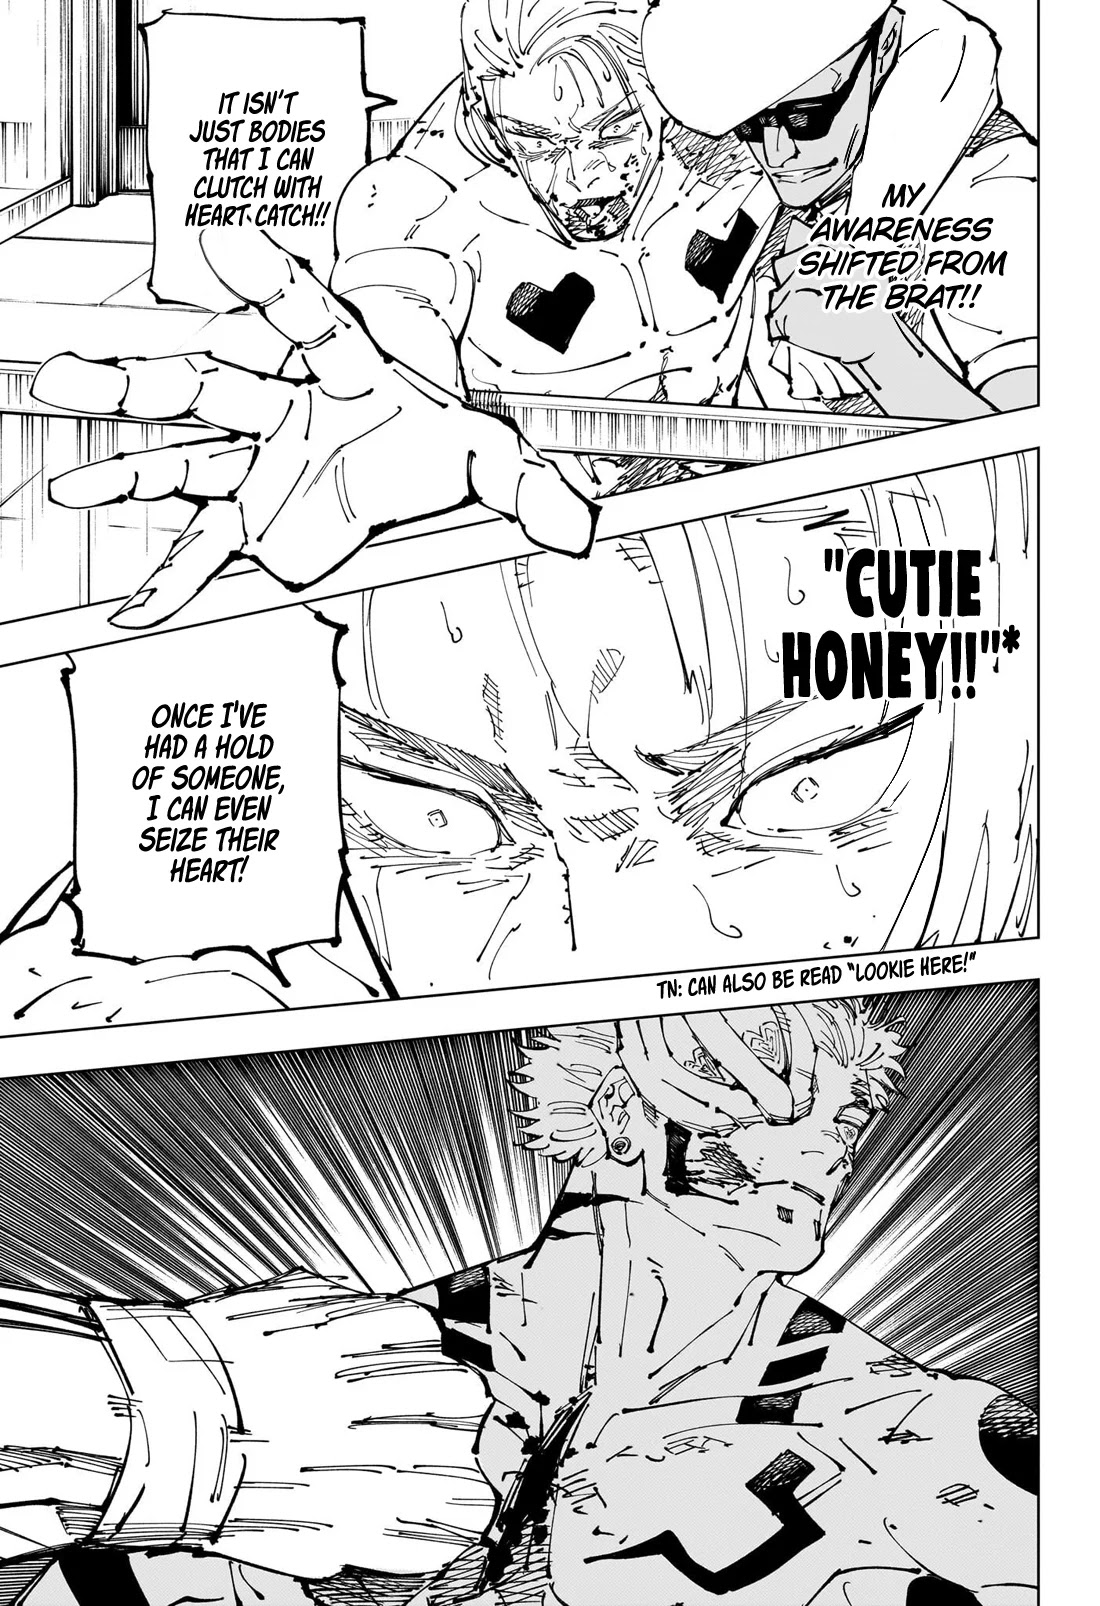 MY
AWARENESS
SHIFTED FROM
THE BRAT!!
IT ISN'T
JUST BODIES
THAT I CAN
CLUTCH WITH
HEART CATCH!!
"CUTIE
HONEY!!"*
ONCE I'VE
HAD A HOLD
OF SOMEONE,
I CAN EVEN
SEIZE THEIR
HEART!
TN: CAN ALSO BE READ "LOOKIE HERE!"